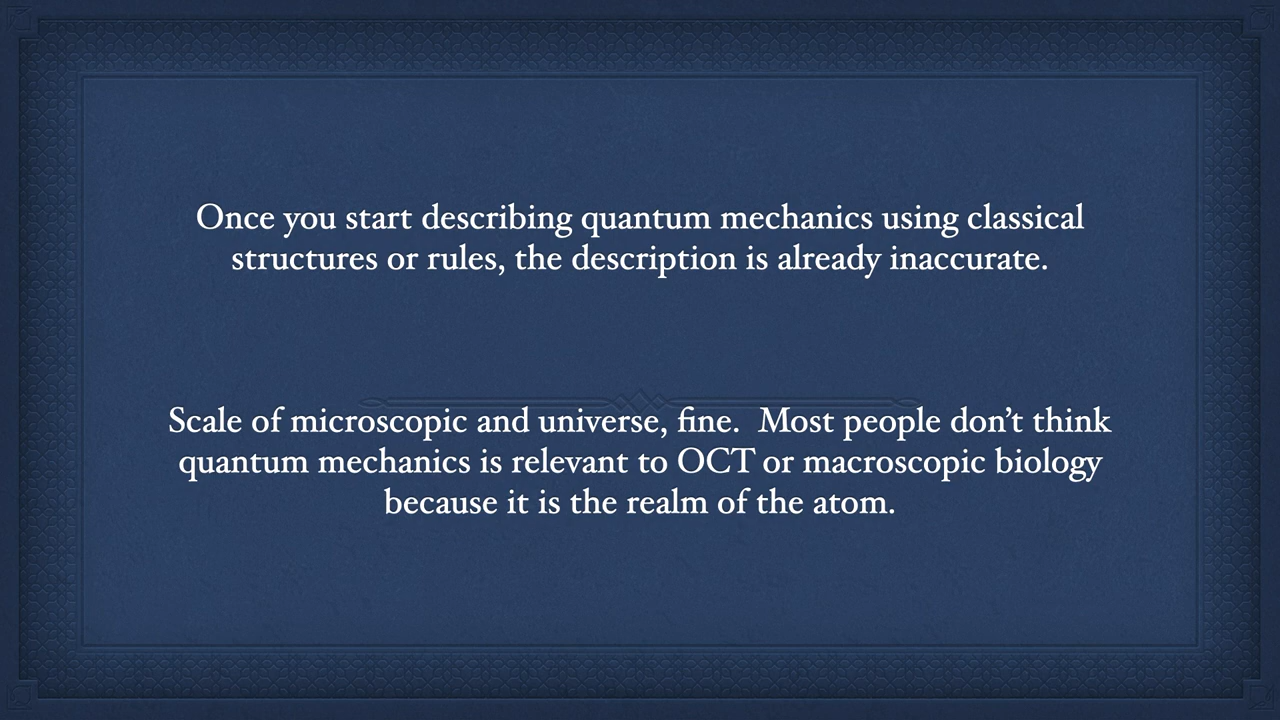 Once you start describing quantum mechanics using classical
structures or rules, the description is already inaccurate.
Scale of microscopic and universe, fine.  Most people don’t think
quantum mechanics is relevant to OCT or macroscopic biology
because it is the realm of the atom.